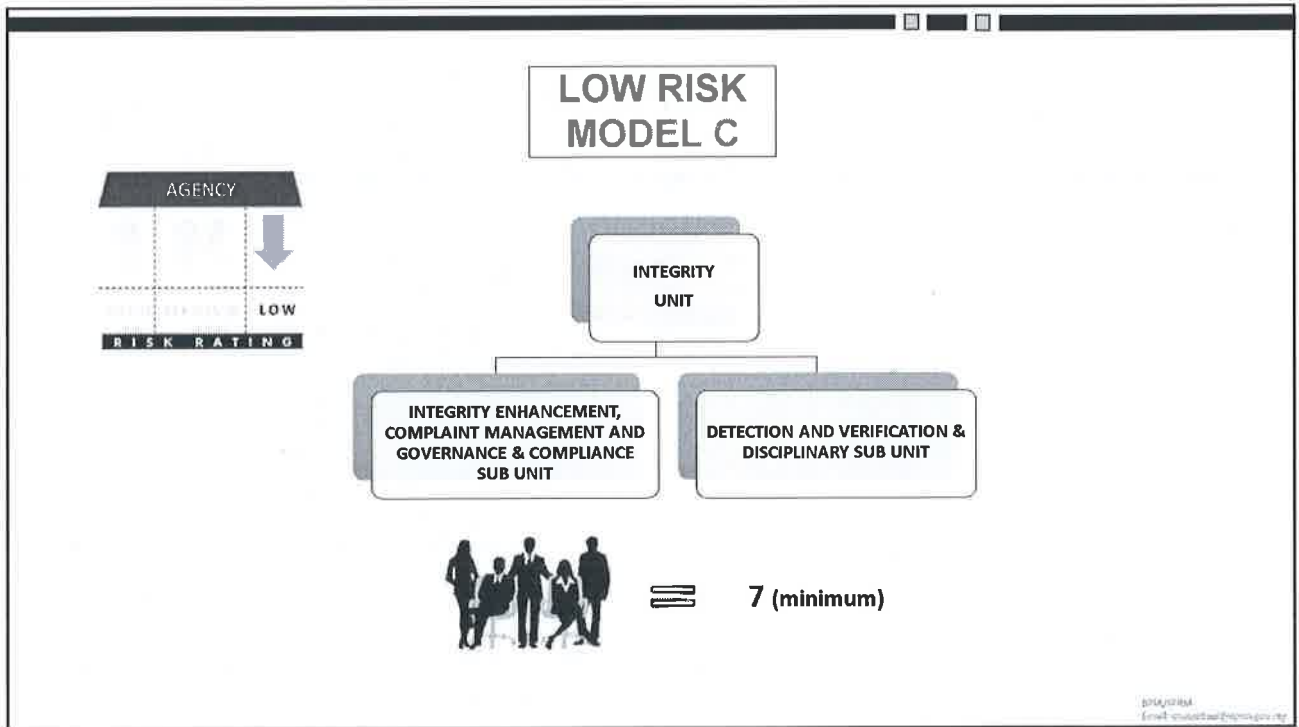 LOW RISK
MODEL C
AGENCY
LOW
RISK RATING
INTEGRITY
UNIT
INTEGRITY ENHANCEMENT,
COMPLAINT MANAGEMENT AND
GOVERNANCE & COMPLIANCE
SUB UNIT
DETECTION AND VERIFICATION &
DISCIPLINARY SUB UNIT
= 7 (minimum)